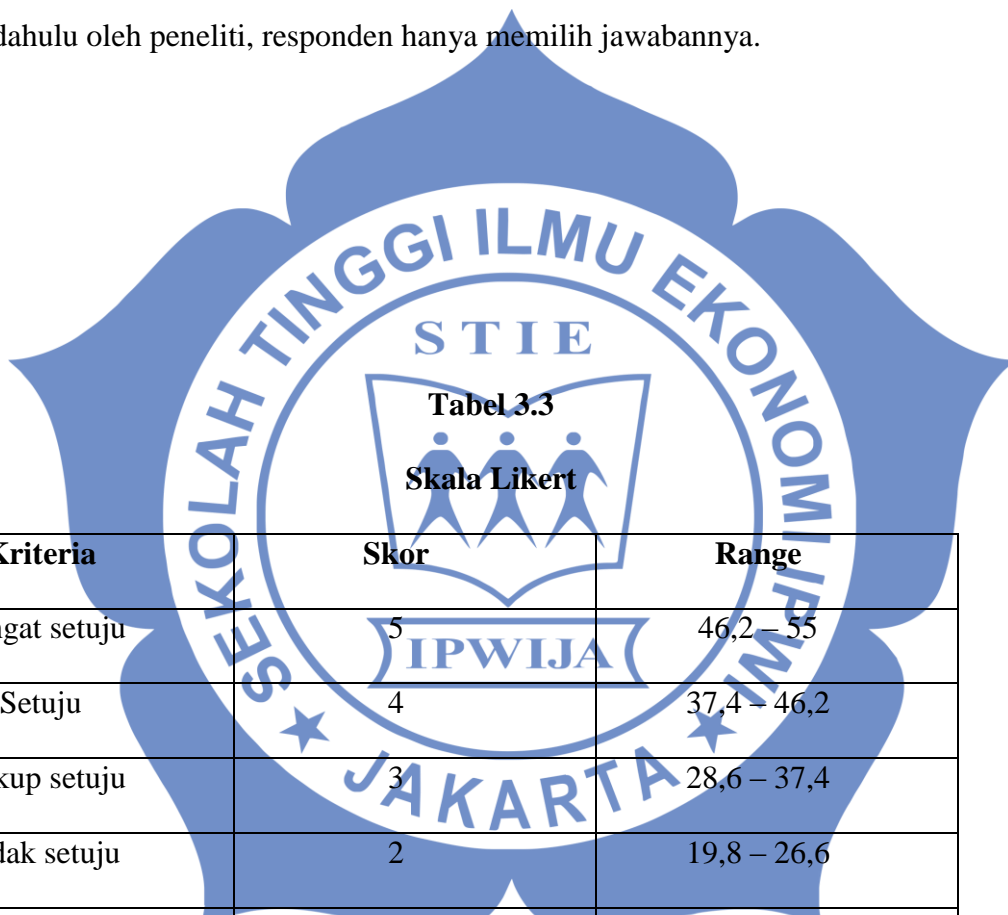 dahulu oleh peneliti, responden hanya memilih jawabannya.
SEKOLAH TINGGI ILMU EKONOMI IPWIJA
STIE
Tabel 3.3
Skala Likert
Kriteria Skor Range
ngat setuju 5 46,2 – 55
IPWIJA
Setuju 4 37,4 – 46,2
kup setuju 3 28,6 – 37,4
JAKARTA
dak setuju 2 19,8 – 26,6